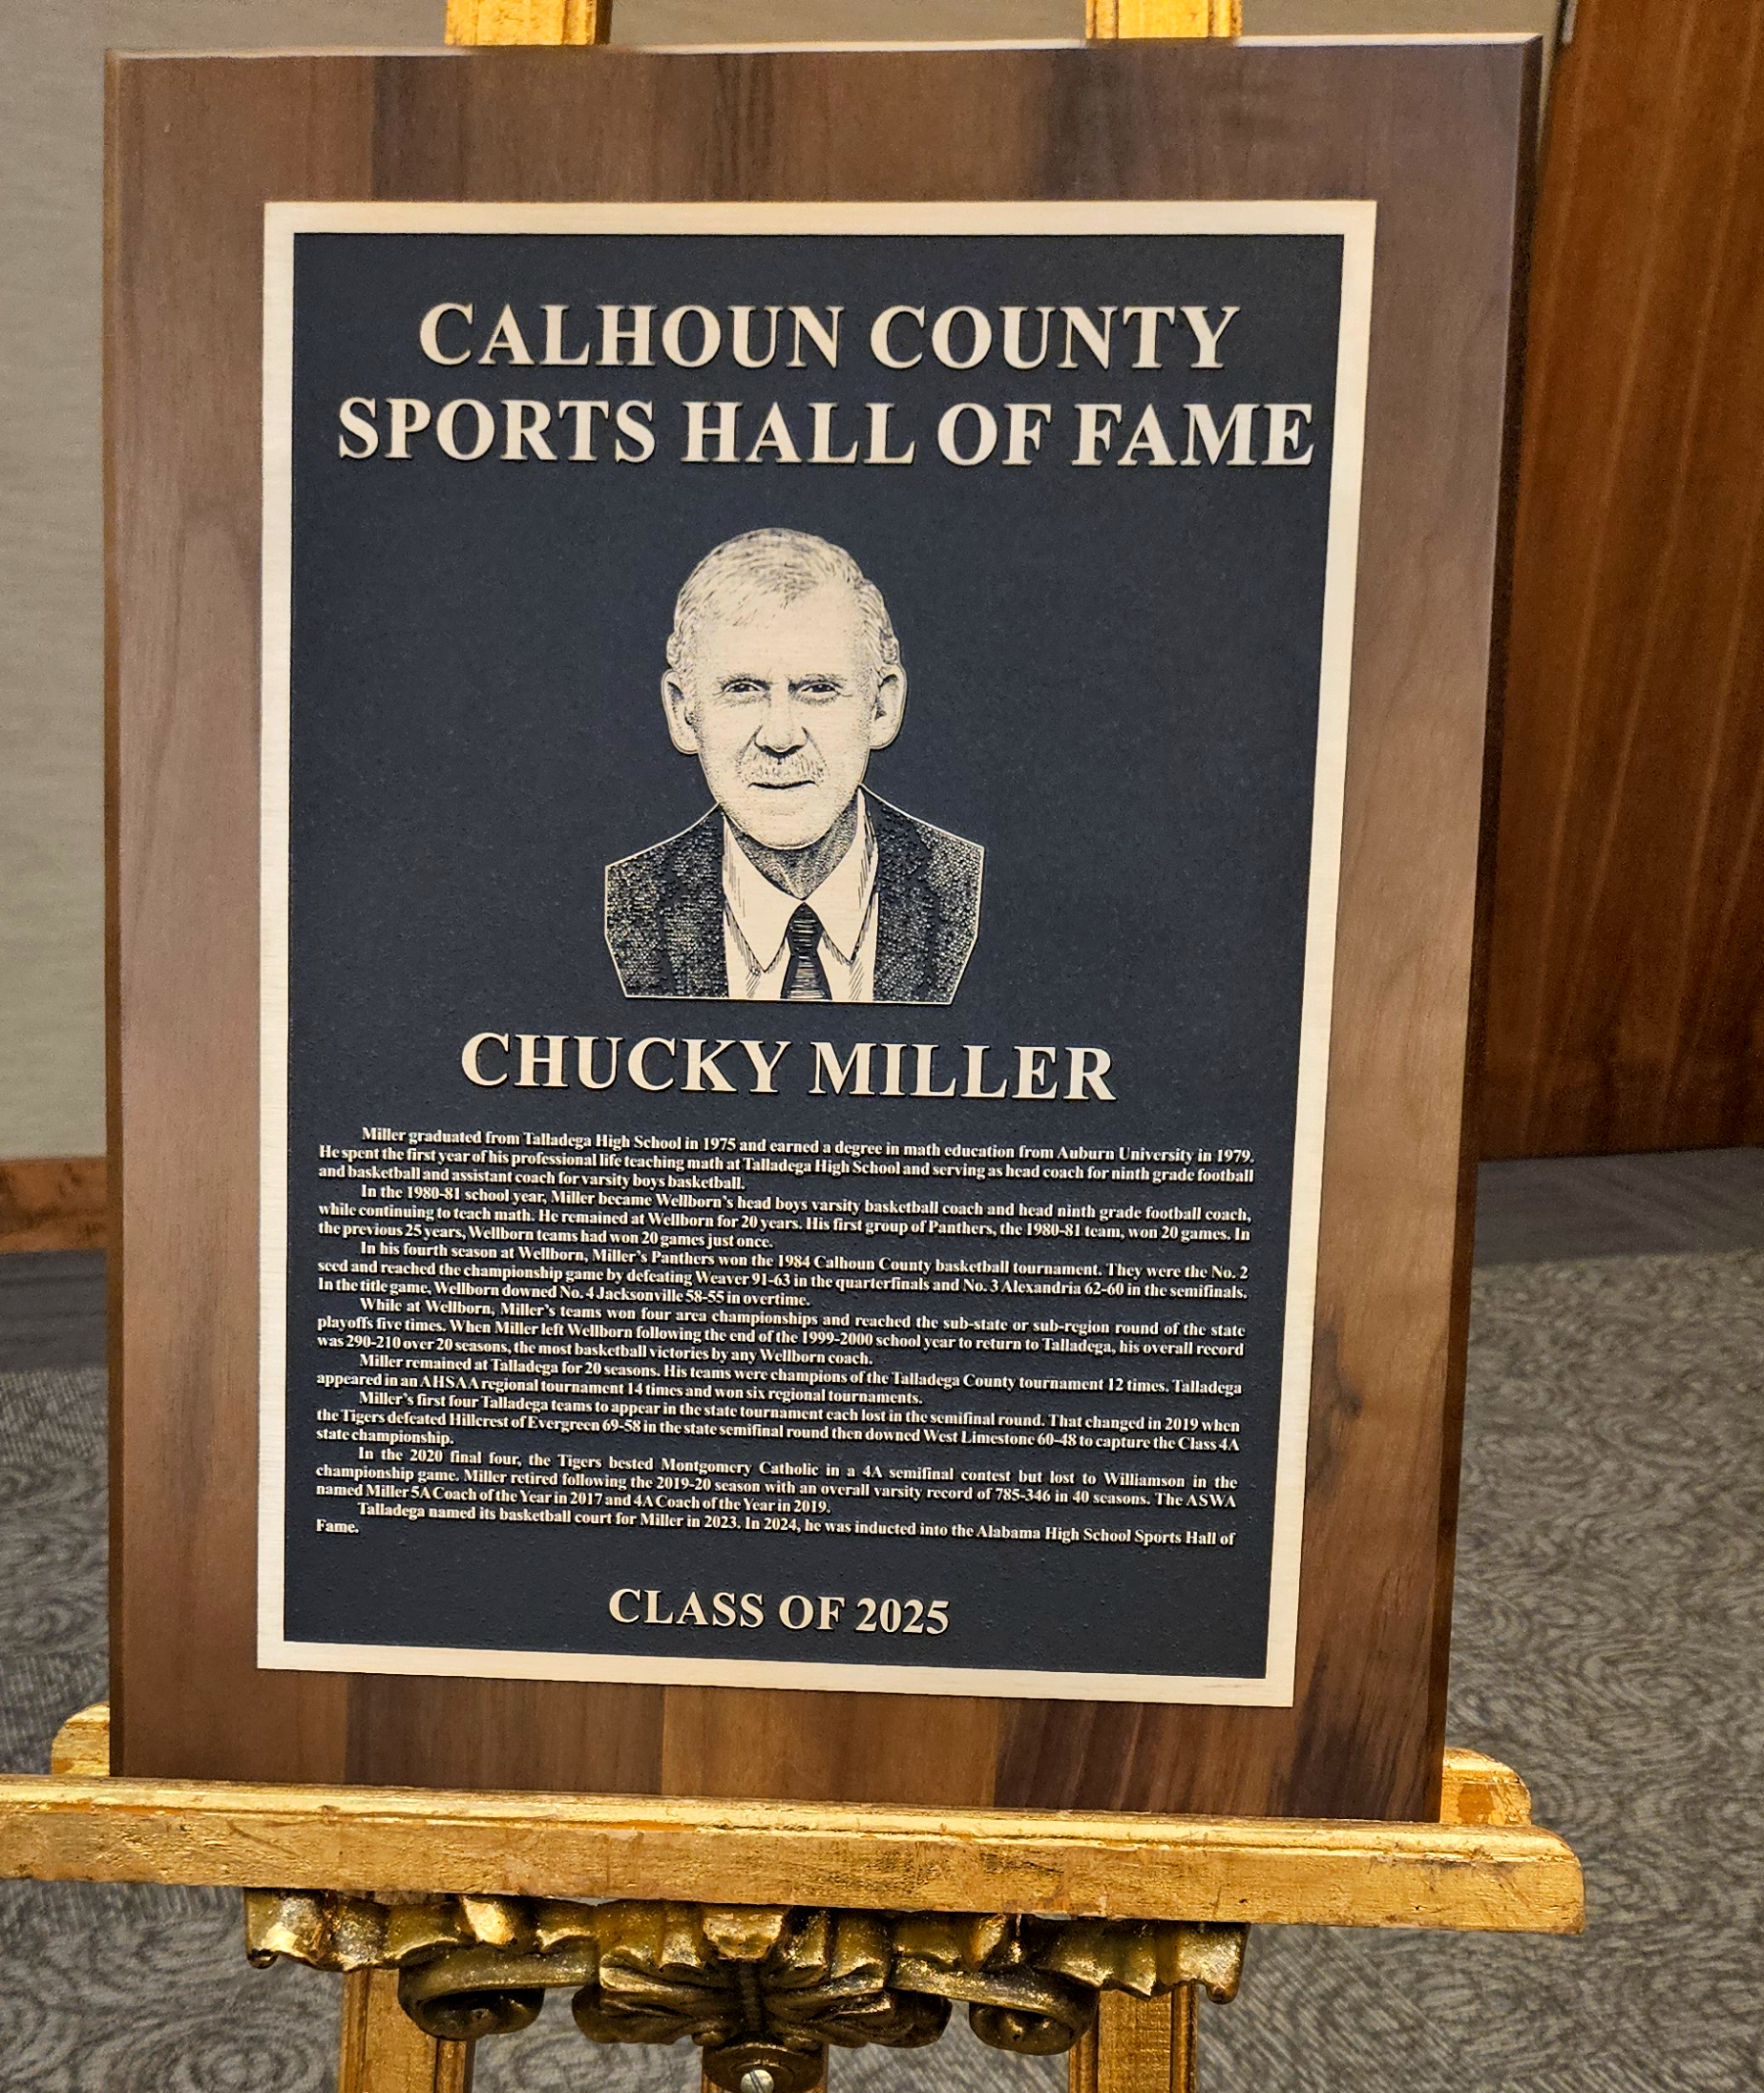 CALHOUN COUNTY
SPORTS HALL OF FAME
CHUCKY MILLER
Miller graduated from Talladega High School in 1975 and earned a degree in math education from Auburn University in 1979.
He spent the first year of his professional life teaching math at Talladega High School and serving as head coach for ninth grade football
and basketball and assistant coach for varsity boys basketball.
In the 1980-81 school year, Miller became Wellborn's head boys varsity basketball coach and head ninth grade football coach,
while continuing to teach math. He remained at Wellborn for 20 years. His first group of Panthers, the 1980-81 team, won 20 games. In
the previous 25 years, Wellborn teams had won 20 games just once.
In his fourth season at Wellborn, Miller's Panthers won the 1984 Calhoun County basketball tournament. They were the No. 2
seed and reached the championship game by defeating Weaver 91-63 in the quarterfinals and No. 3 Alexandria 62-60 in the semifinals.
In the title game, Wellborn downed No. 4 Jacksonville 58-55 in overtime.
While at Wellborn, Miller's teams won four area championships and reached the sub-state or sub-region round of the state
playoffs five times. When Miller left Wellborn following the end of the 1999-2000 school year to return to Talladega, his overall record
was 290-210 over 20 seasons, the most basketball victories by any Wellborn coach.
Miller remained at Talladega for 20 seasons. His teams were champions of the Talladega County tournament 12 times. Talladega
appeared in an AHSAA regional tournament 14 times and won six regional tournaments.
Miller's first four Talladega teams to appear in the state tournament each lost in the semifinal round. That changed in 2019 when
the Tigers defeated Hillcrest of Evergreen 69-58 in the state semifinal round then downed West Limestone 60-48 to capture the Class 4A
state championship.
In the 2020 final four, the Tigers bested Montgomery Catholic in a 4A semifinal contest but lost to Williamson in the
championship game. Miller retired following the 2019-20 season with an overall varsity record of 785-346 in 40 seasons. The ASWA
named Miller 5A Coach of the Year in 2017 and 4A Coach of the Year in 2019.
Talladega named its basketball court for Miller in 2023. In 2024, he was inducted into the Alabama High School Sports Hall of
Fame.
CLASS OF 2025